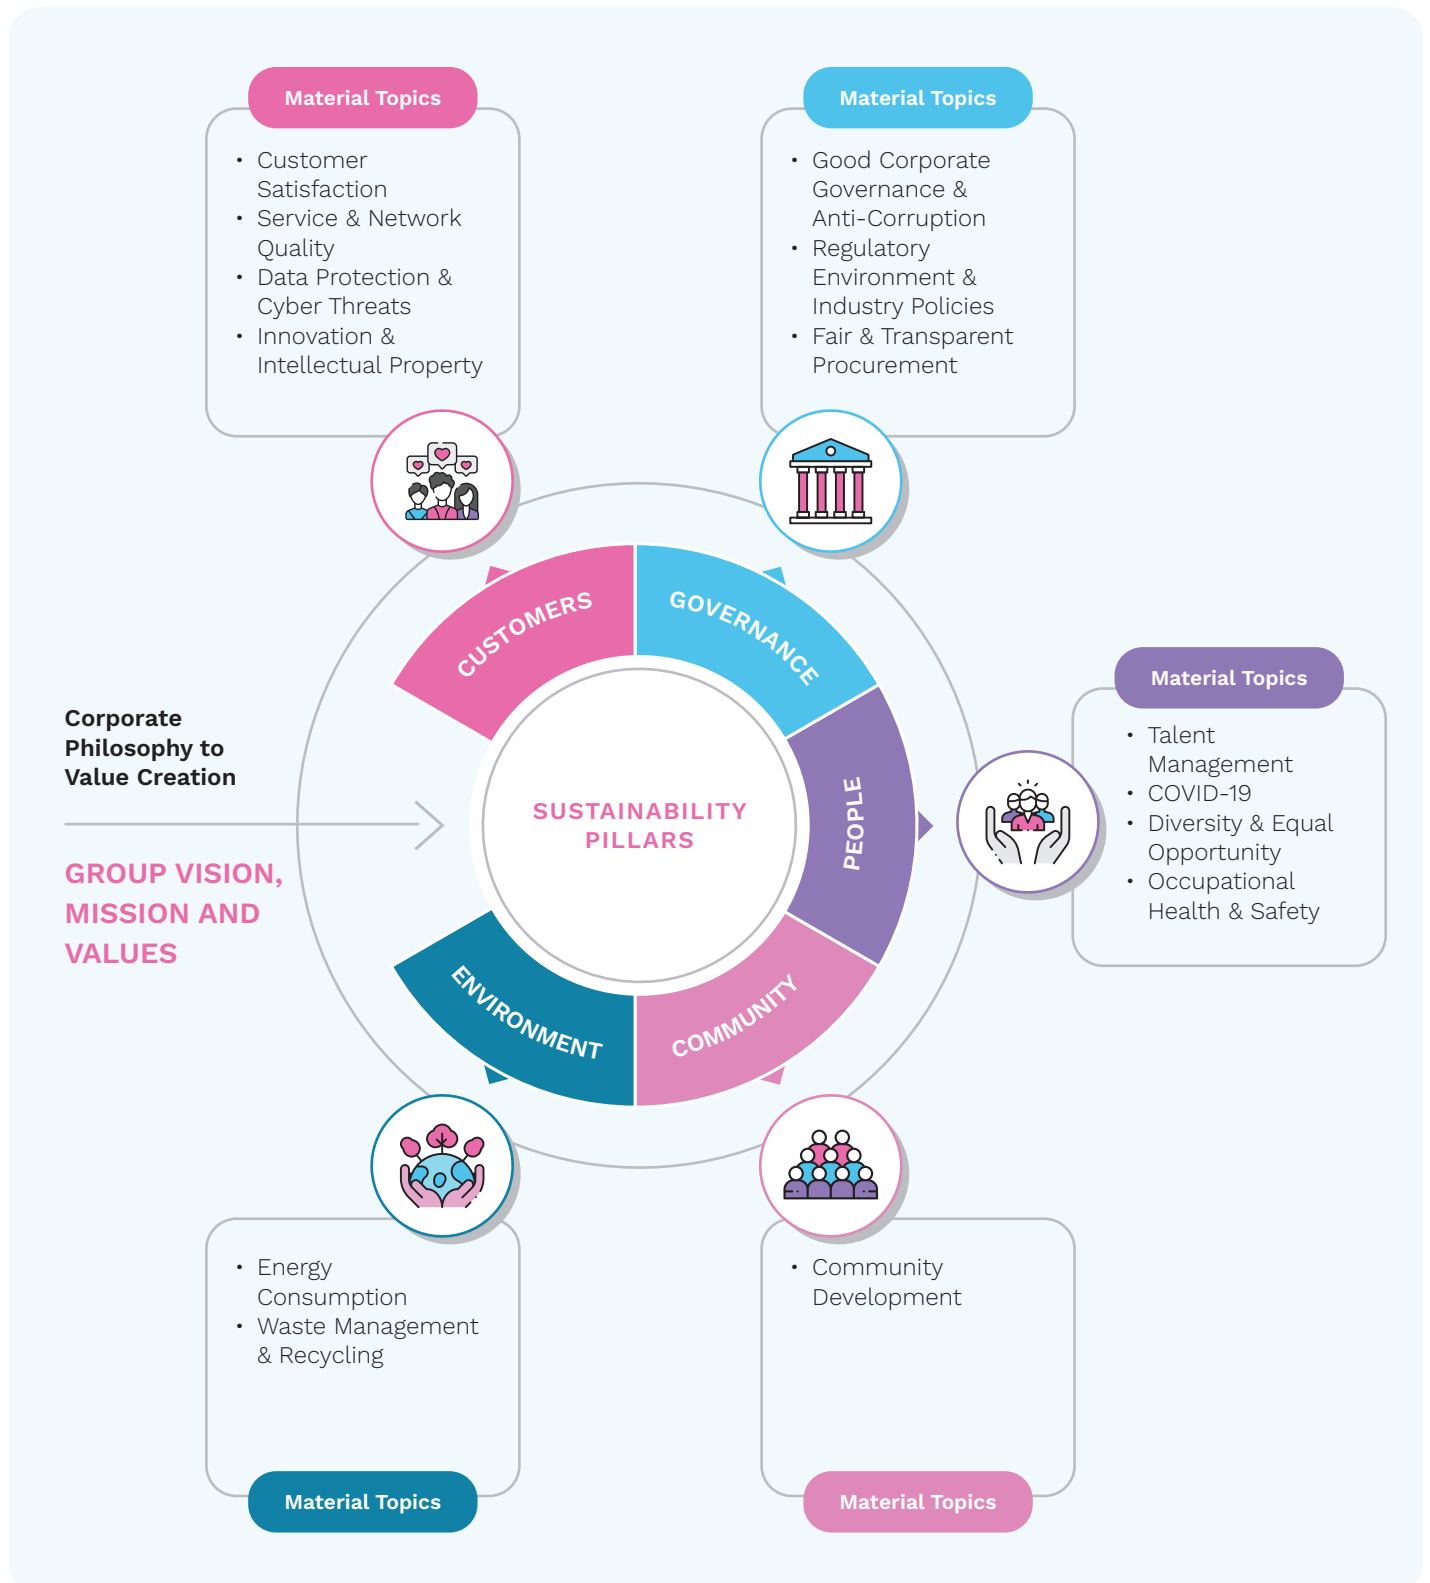 Material Topics
• Customer
Satisfaction
• Service & Network
Quality
• Data Protection &
Cyber Threats
• Innovation &
Intellectual Property
Material Topics
• Good Corporate
Governance &
Anti-Corruption
• Regulatory
Environment &
Industry Policies
• Fair & Transparent
Procurement
CUSTOMERS
GOVERNANCE
Corporate
Philosophy to
Value Creation
GROUP VISION,
MISSION AND
VALUES
SUSTAINABILITY
PILLARS
PEOPLE
Material Topics
• Talent
Management
• COVID-19
• Diversity & Equal
Opportunity
• Occupational
Health & Safety
ENVIRONMENT
COMMUNITY
• Energy
Consumption
• Waste Management
& Recycling
Material Topics
• Community
Development
Material Topics